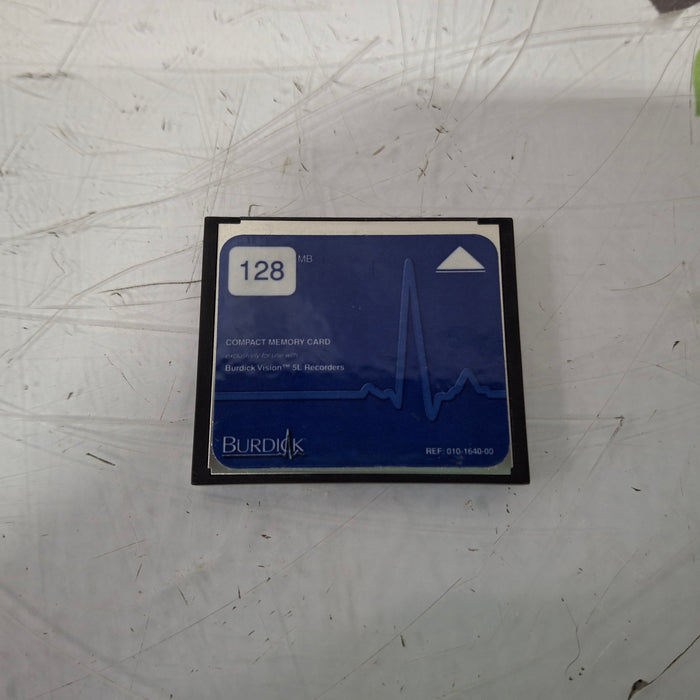 128 MB
COMPACT MEMORY CARD
exclusively for use with
Burdick Vision™ 5L Recorders
BURDICK
REF: 010-1640-00